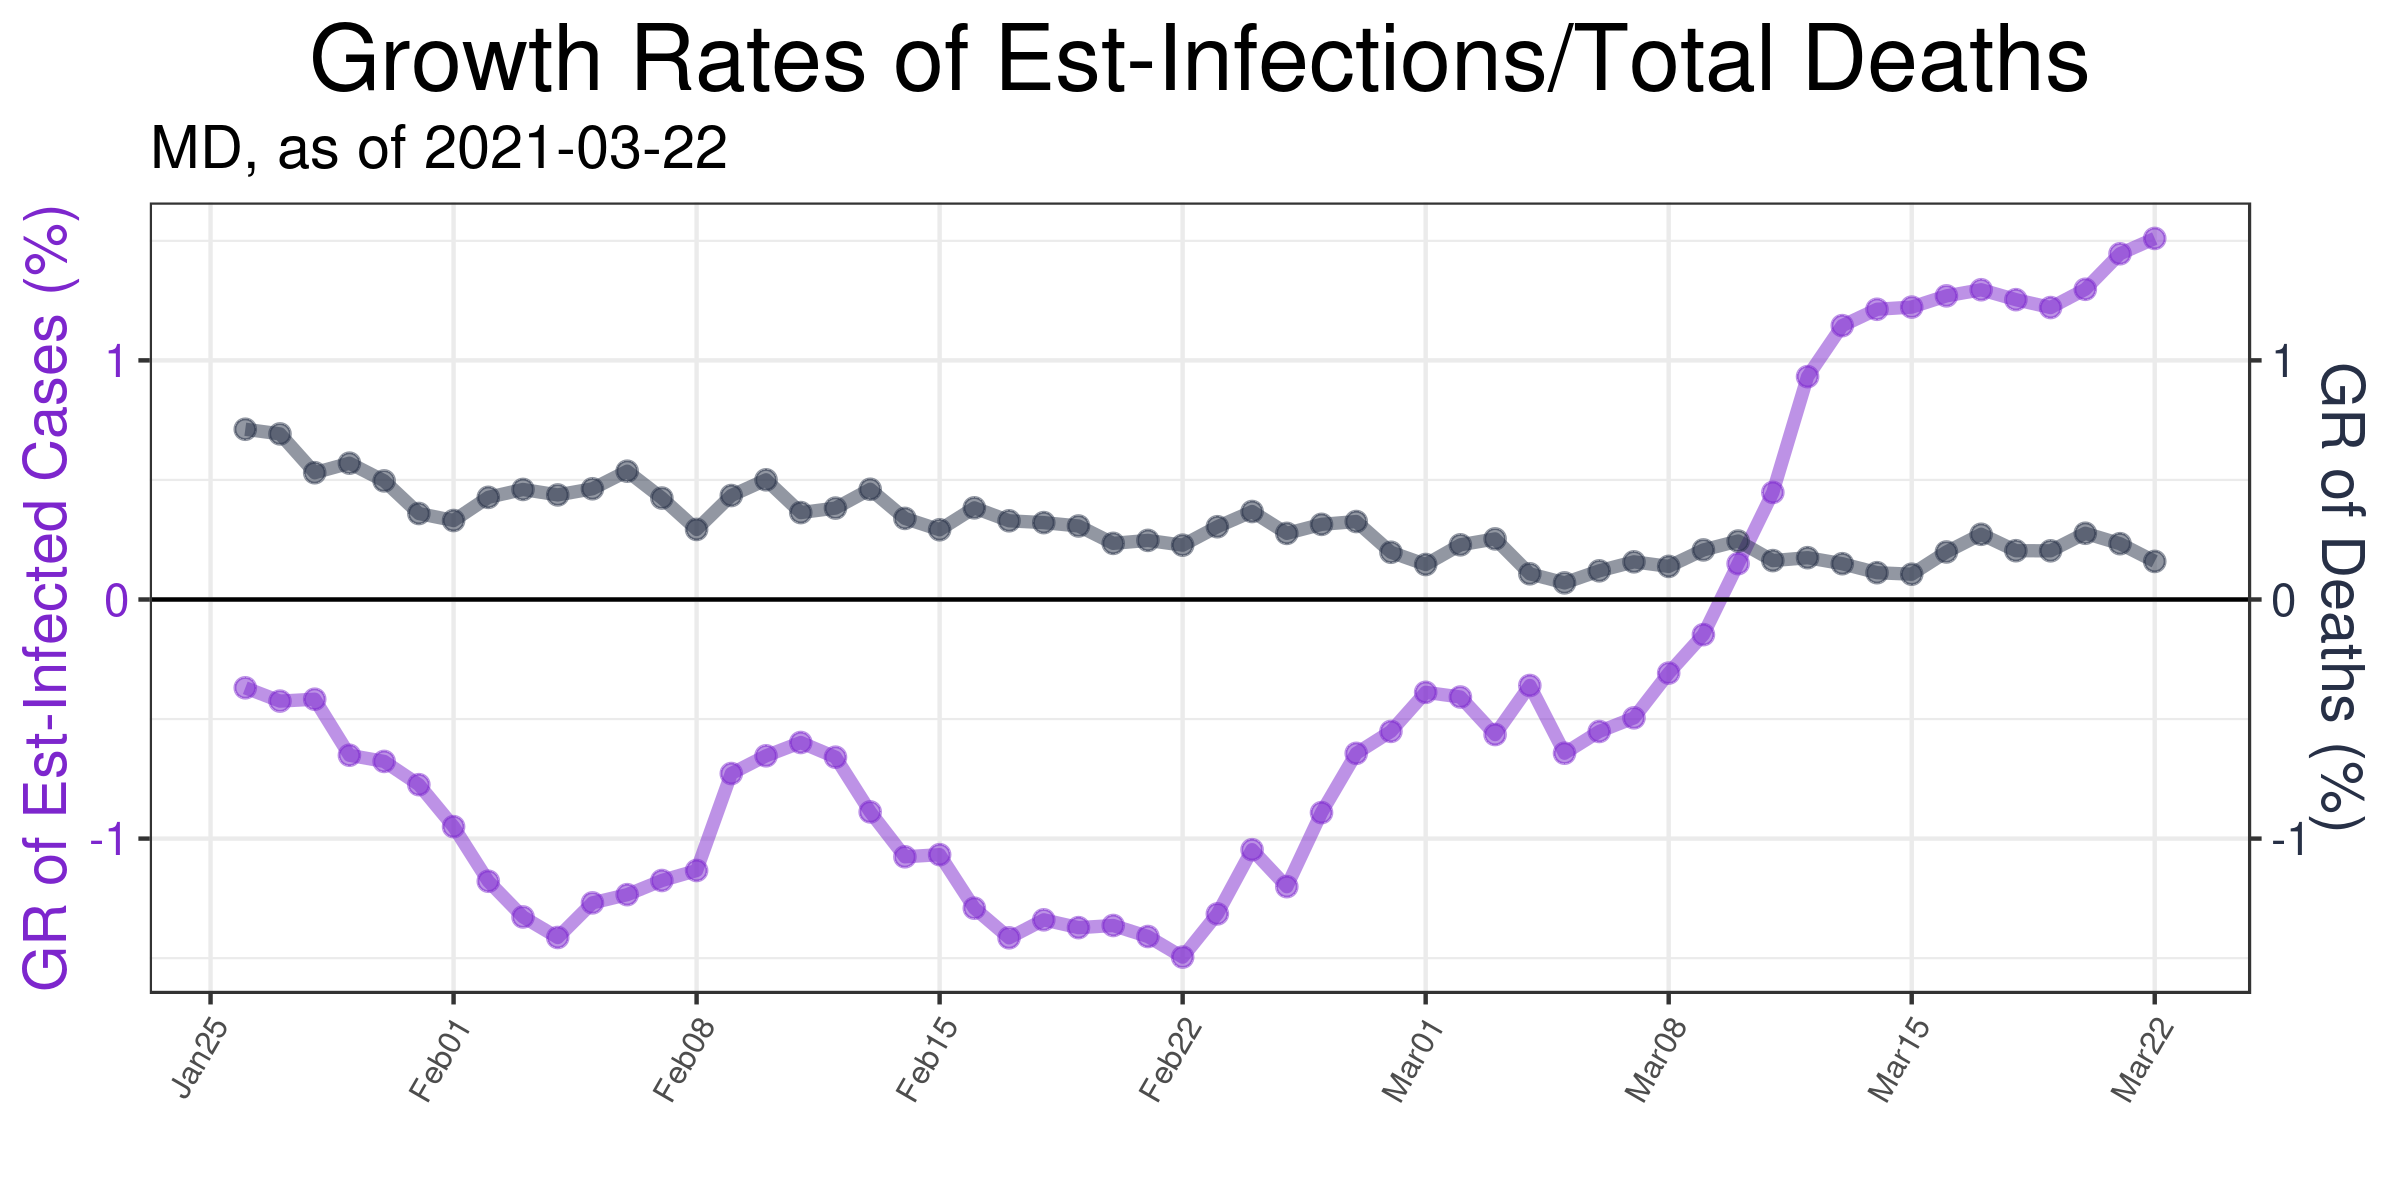 Growth Rates of Est-Infections/Total Deaths
MD, as of 2021-03-22
GR of Est-Infected Cases (%)
1
0
-1
1
0
-1
GR of Deaths (%)
Jan25
Feb01
Feb08
Feb15
Feb22
Mar01
Mar08
Mar15
Mar22